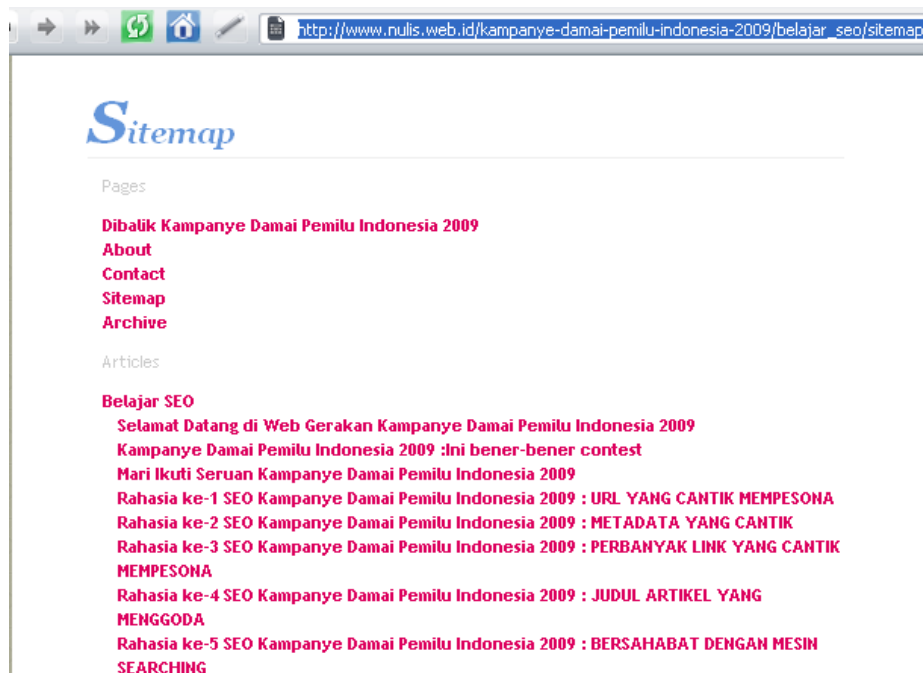 http://www.nulis.web.id/kampanye-damai-pemilu-indonesia-2009/belajar_seo/sitemap
Sitemap
Pages
Dibalik Kampanye Damai Pemilu Indonesia 2009
About
Contact
Sitemap
Archive
Articles
Belajar SEO
Selamat Datang di Web Gerakan Kampanye Damai Pemilu Indonesia 2009
Kampanye Damai Pemilu Indonesia 2009 :Ini bener-bener contest
Mari Ikuti Seruan Kampanye Damai Pemilu Indonesia 2009
Rahasia ke-1 SEO Kampanye Damai Pemilu Indonesia 2009 : URL YANG CANTIK MEMPESONA
Rahasia ke-2 SEO Kampanye Damai Pemilu Indonesia 2009 : METADATA YANG CANTIK
Rahasia ke-3 SEO Kampanye Damai Pemilu Indonesia 2009 : PERBANYAK LINK YANG CANTIK
MEMPESONA
Rahasia ke-4 SEO Kampanye Damai Pemilu Indonesia 2009 : JUDUL ARTIKEL YANG
MENGGODA
Rahasia ke-5 SEO Kampanye Damai Pemilu Indonesia 2009 : BERSAHABAT DENGAN MESIN
SEARCHING